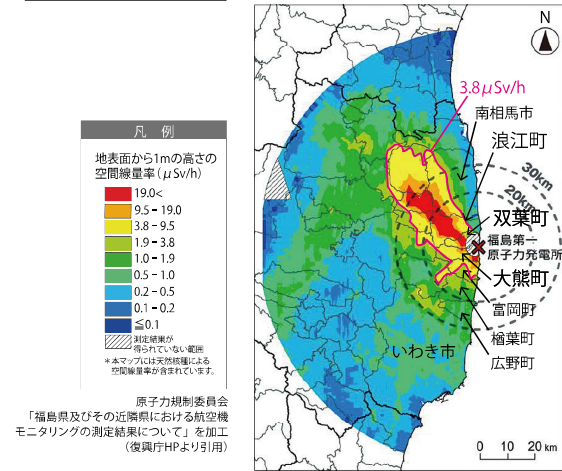 凡 例
地表面から1mの高さの
空間線量率(μSv/h)
19.0<
9.5 - 19.0
3.8 - 9.5
1.9 - 3.8
1.0 - 1.9
0.5 - 1.0
0.2 - 0.5
0.1 - 0.2
≦0.1
測定結果が
得られていない範囲
*本マップには天然核種による
空間線量率が含まれています。
原子力規制委員会
「福島県及びその近隣県における航空機
モニタリングの測定結果について」を加工
(復興庁HPより引用)
N
3.8μSv/h
南相馬市
浪江町
30km
20km
双葉町
福島第一
原子力発電所
大熊町
富岡町
楢葉町
いわき市
広野町
0 10 20 km